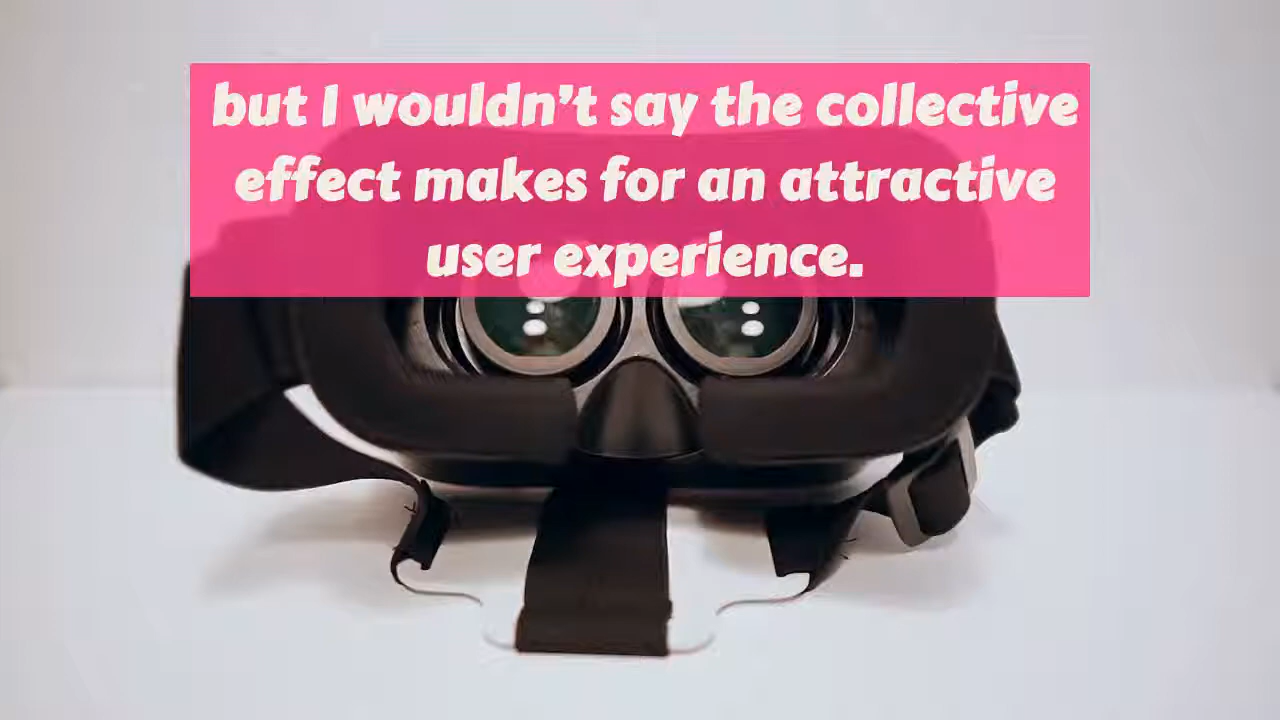 but I wouldn't say the collective
effect makes for an attractive
user experience.